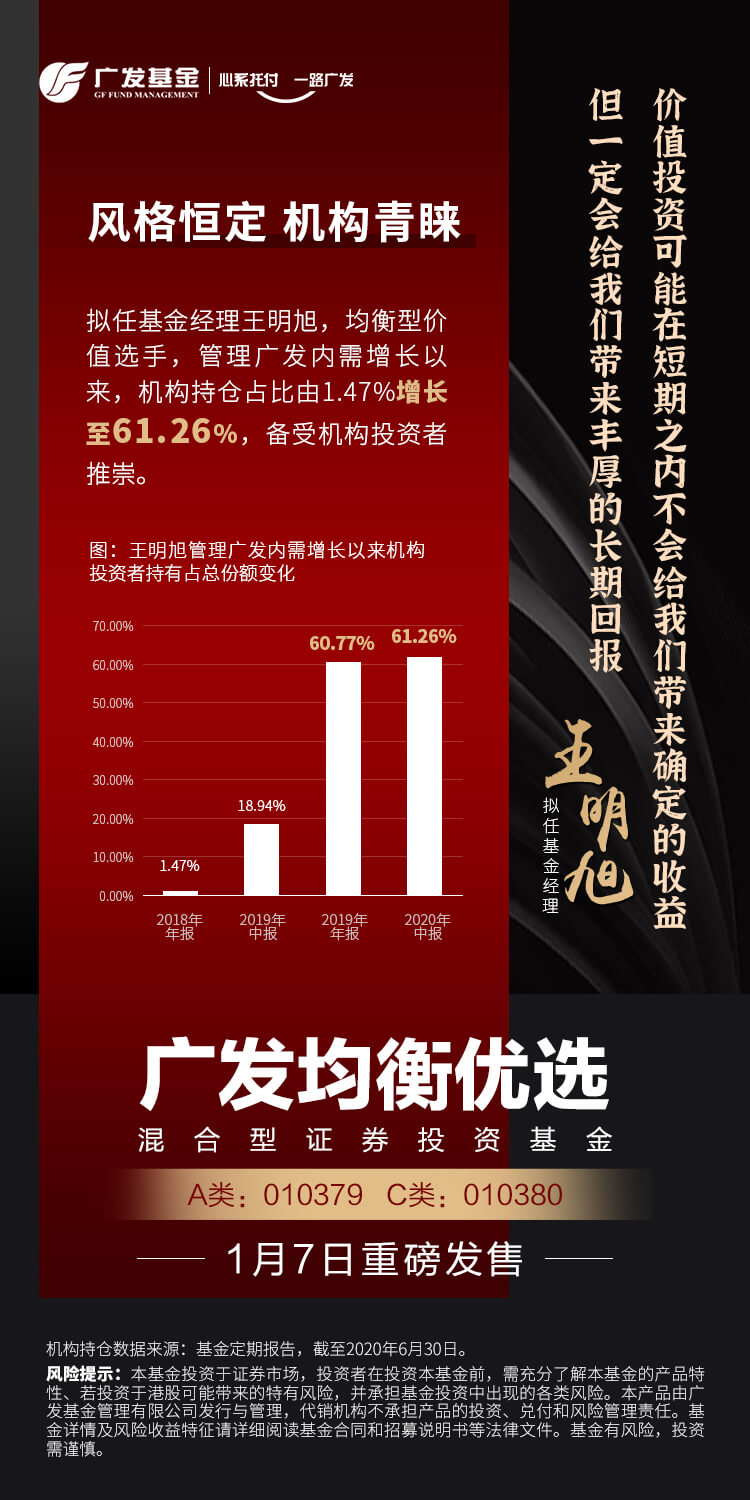 广发基金
GF FUND MANAGEMENT
心系托付 一路广发
价值投资可能在短期之内不会给我们带来确定的收益
但一定会给我们带来丰厚的长期回报
王明旭
拟任基金经理
风格恒定 机构青睐
拟任基金经理王明旭，均衡型价
值选手，管理广发内需增长以
来，机构持仓占比由1.47%增长
至61.26%，备受机构投资者
推崇。
图：王明旭管理广发内需增长以来机构
投资者持有占总份额变化
70.00%
60.00%
50.00%
40.00%
30.00%
20.00%
10.00%
0.00%
1.47%
18.94%
60.77%
61.26%
2018年
年报
2019年
中报
2019年
年报
2020年
中报
广发均衡优选
混合型证券投资基金
A类：010379 C类：010380
1月7日重磅发售
机构持仓数据来源：基金定期报告，截至2020年6月30日。
风险提示：本基金投资于证券市场，投资者在投资本基金前，需充分了解本基金的产品特
性、若投资于港股可能带来的特有风险，并承担基金投资中出现的各类风险。本产品由广
发基金管理有限公司发行与管理，代销机构不承担产品的投资、兑付和风险管理责任。基
金详情及风险收益特征请详细阅读基金合同和招募说明书等法律文件。基金有风险，投资
需谨慎。